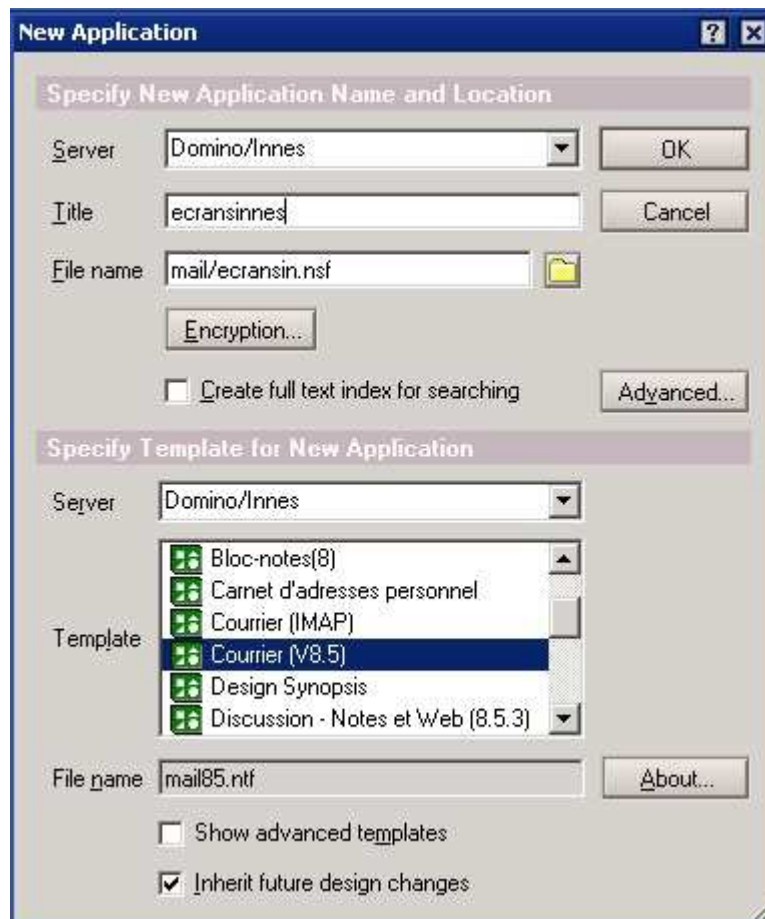 New Application
Specify New Application Name and Location
Server Domino/Innes OK
Title ecransinnes Cancel
File name mail/ecransin.nsf
Encryption...
Create full text index for searching Advanced...
Specify Template for New Application
Server Domino/Innes
Bloc-notes(8)
Carnet d'adresses personnel
Courrier (IMAP)
Template
Courrier (V8.5)
Design Synopsis
Discussion - Notes et Web (8.5.3)
File name mail85.ntf About...
Show advanced templates
Inherit future design changes